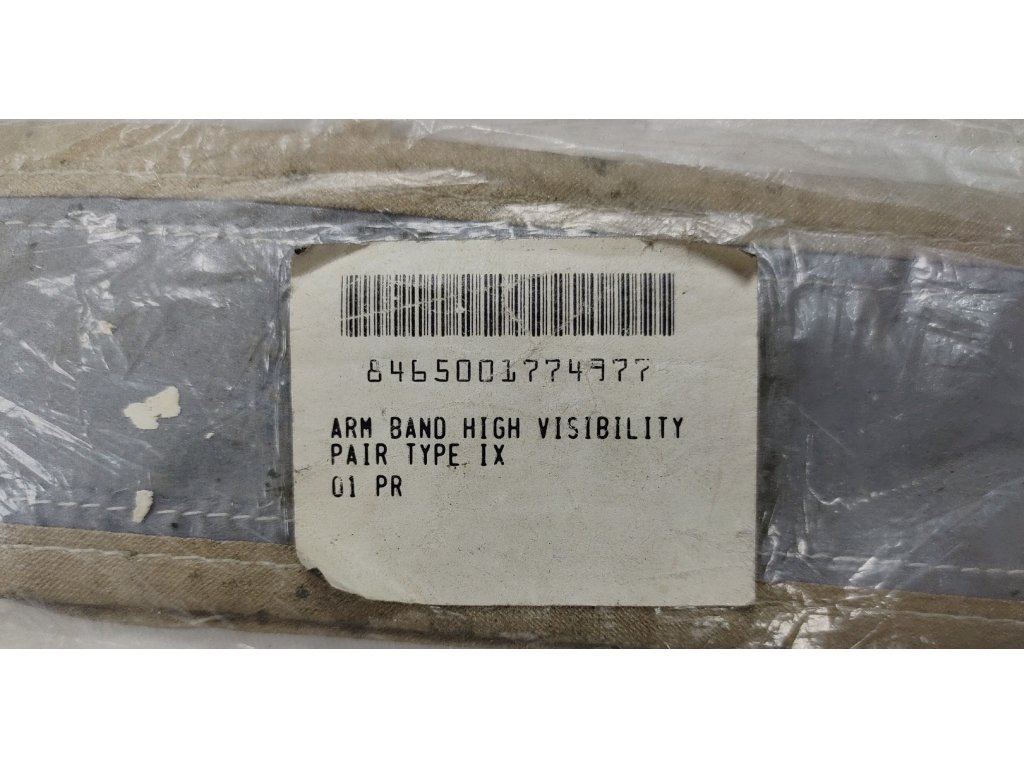 8465001774977
ARM BAND HIGH VISIBILITY
PAIR TYPE IX
01 PR